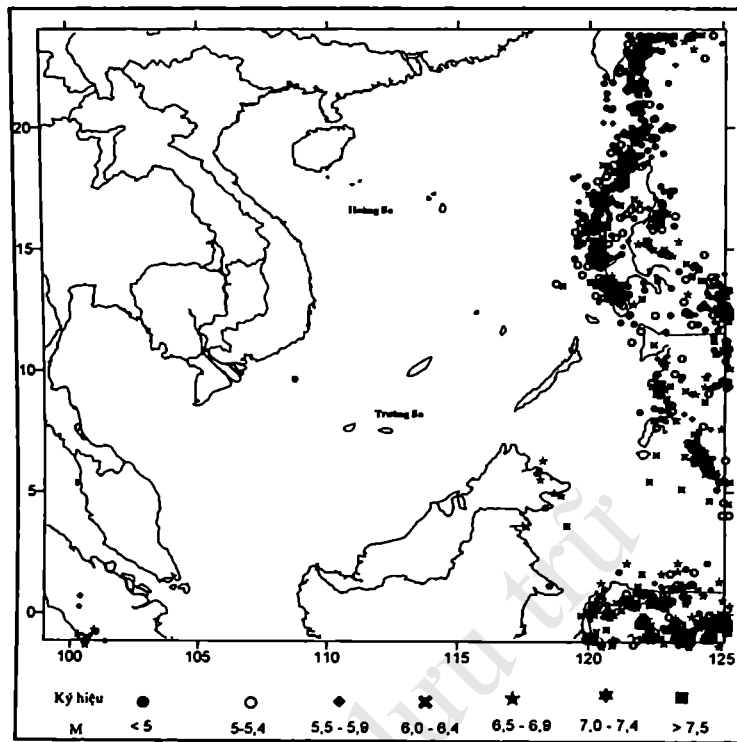 20
Hoàng Sa
15
10
Trường Sa
5
0
100 105 110 115 120 125
lưu trữ
Ký hiệu
M < 5 5-5,4 5,5 - 5,9 6,0 - 6,4 6,5 - 6,9 7,0 - 7,4 > 7,5